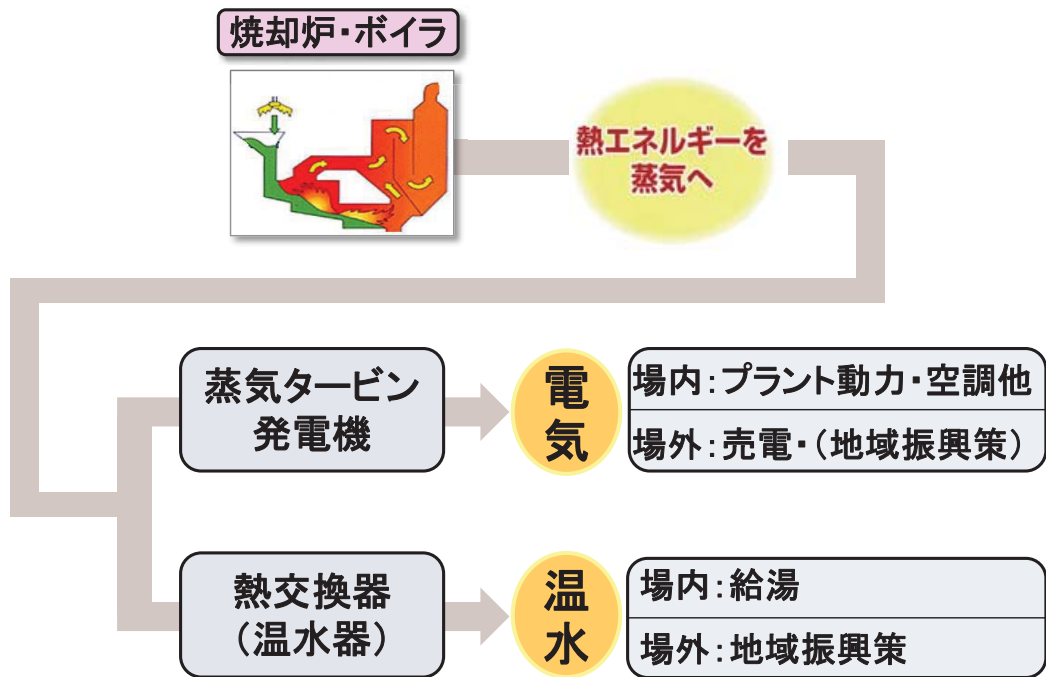 焼却炉・ボイラ
熱エネルギーを
蒸気へ
蒸気タービン
発電機
電
気
場内：プラント動力・空調他
場外：売電・（地域振興策）
熱交換器
（温水器）
温
水
場内：給湯
場外：地域振興策